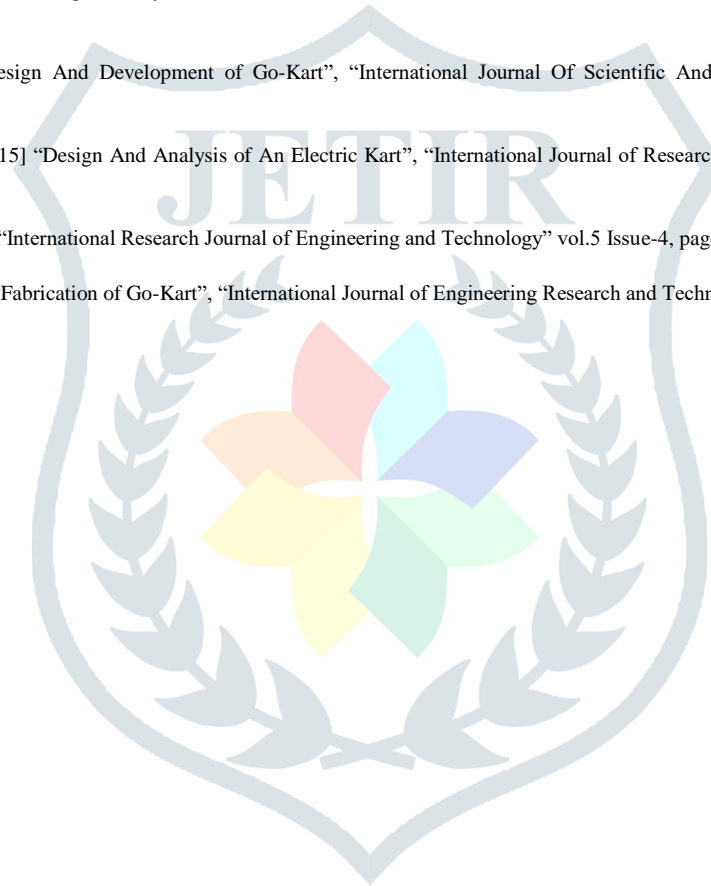 esign And Development of Go-Kart”, “International Journal Of Scientific And
JETIR
15] “Design And Analysis of An Electric Kart”, “International Journal of Researc
“International Research Journal of Engineering and Technology” vol.5 Issue-4, pag
Fabrication of Go-Kart”, “International Journal of Engineering Research and Techn